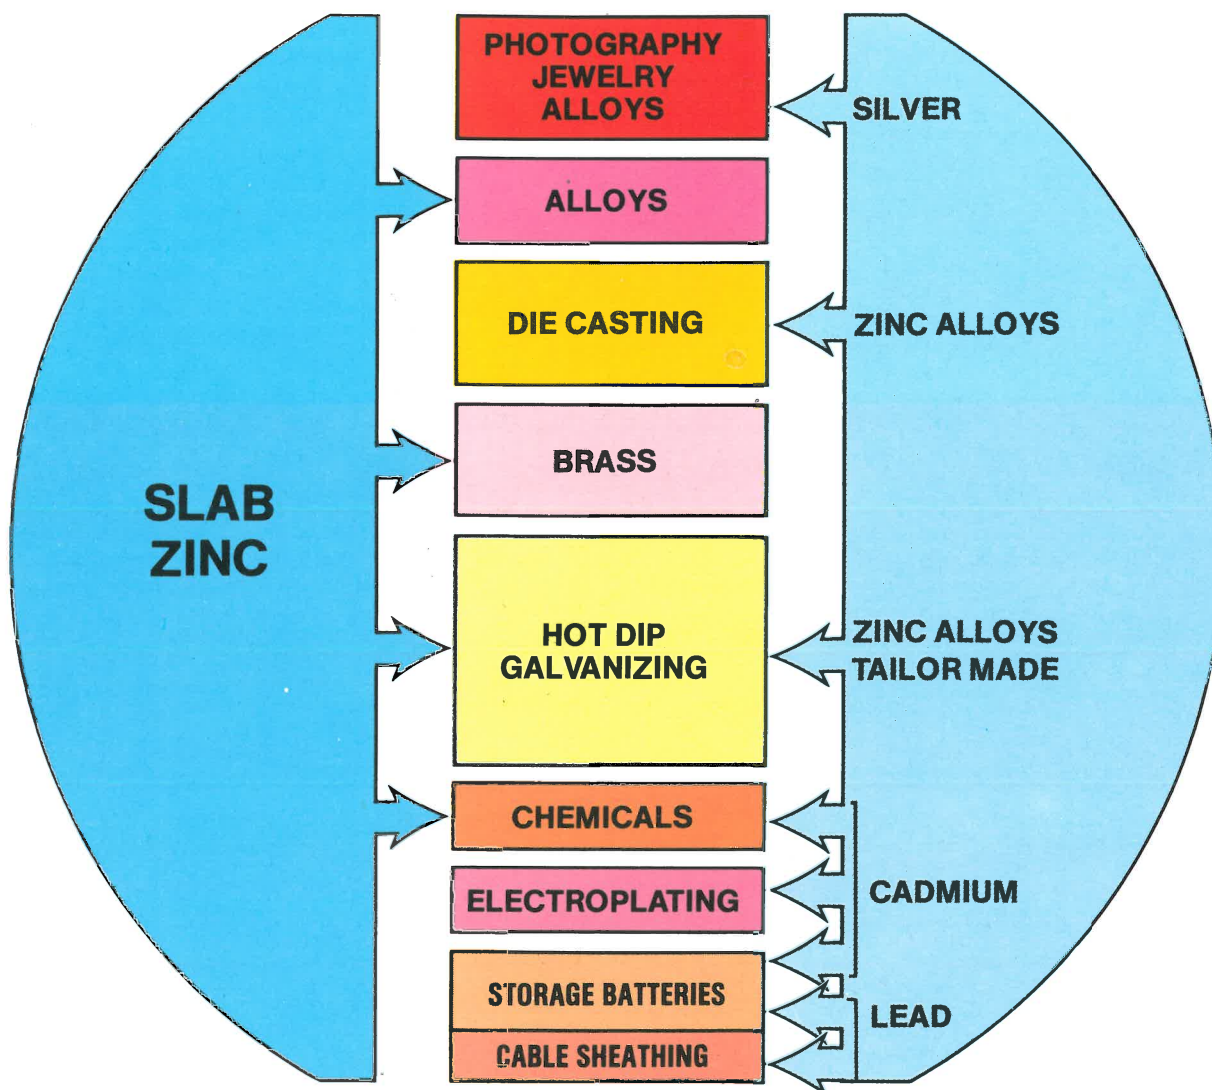 SLAB
ZINC
PHOTOGRAPHY
JEWELRY
ALLOYS
ALLOYS
DIE CASTING
BRASS
HOT DIP
GALVANIZING
CHEMICALS
ELECTROPLATING
STORAGE BATTERIES
CABLE SHEATHING
SILVER
ZINC ALLOYS
ZINC ALLOYS
TAILOR MADE
CADMIUM
LEAD